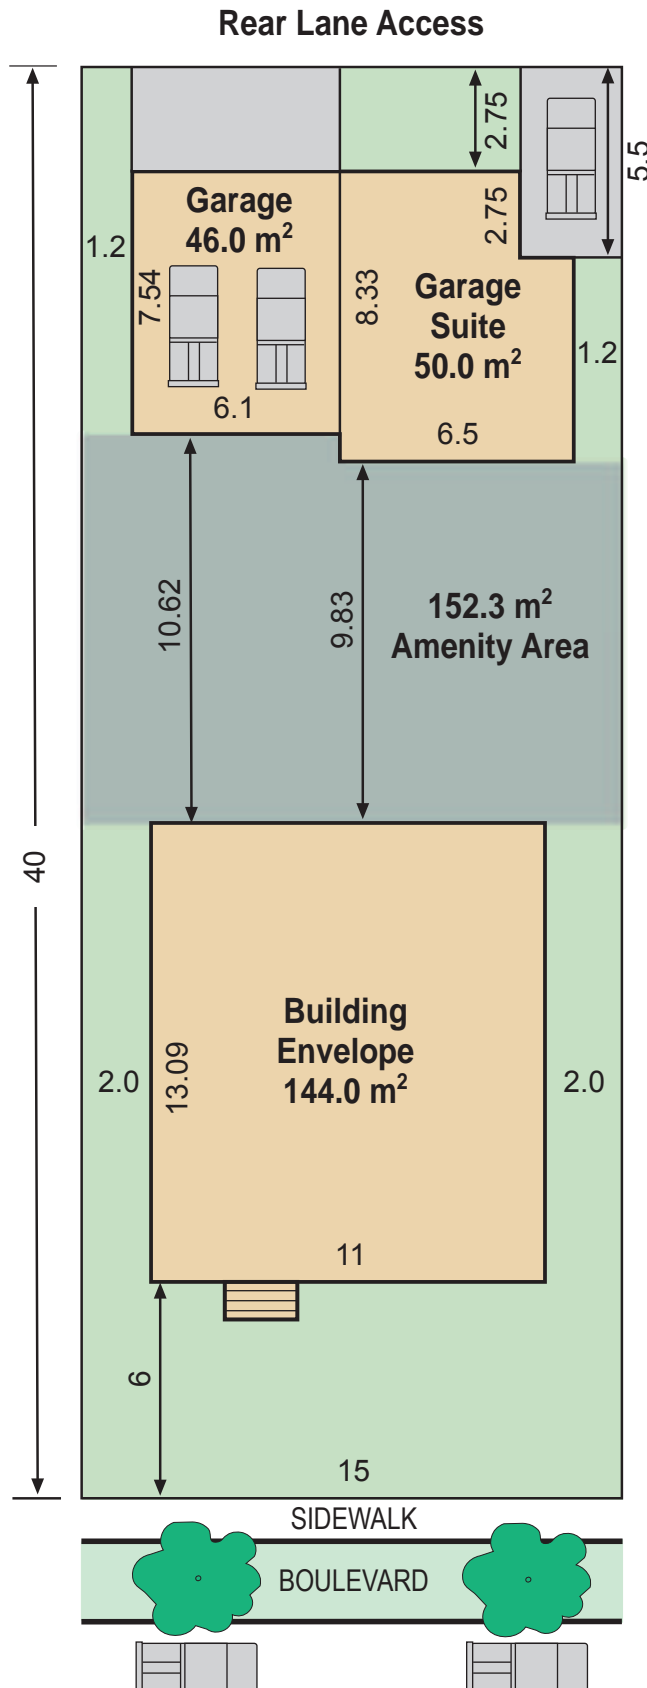 Rear Lane Access
2.75
5.5
Garage
46.0 m²
1.2
2.75
7.54
8.33
Garage
Suite
50.0 m²
1.2
6.1
6.5
10.62
9.83
152.3 m²
Amenity Area
40
Building
Envelope
144.0 m²
2.0
13.09
2.0
11
6
15
SIDEWALK
BOULEVARD